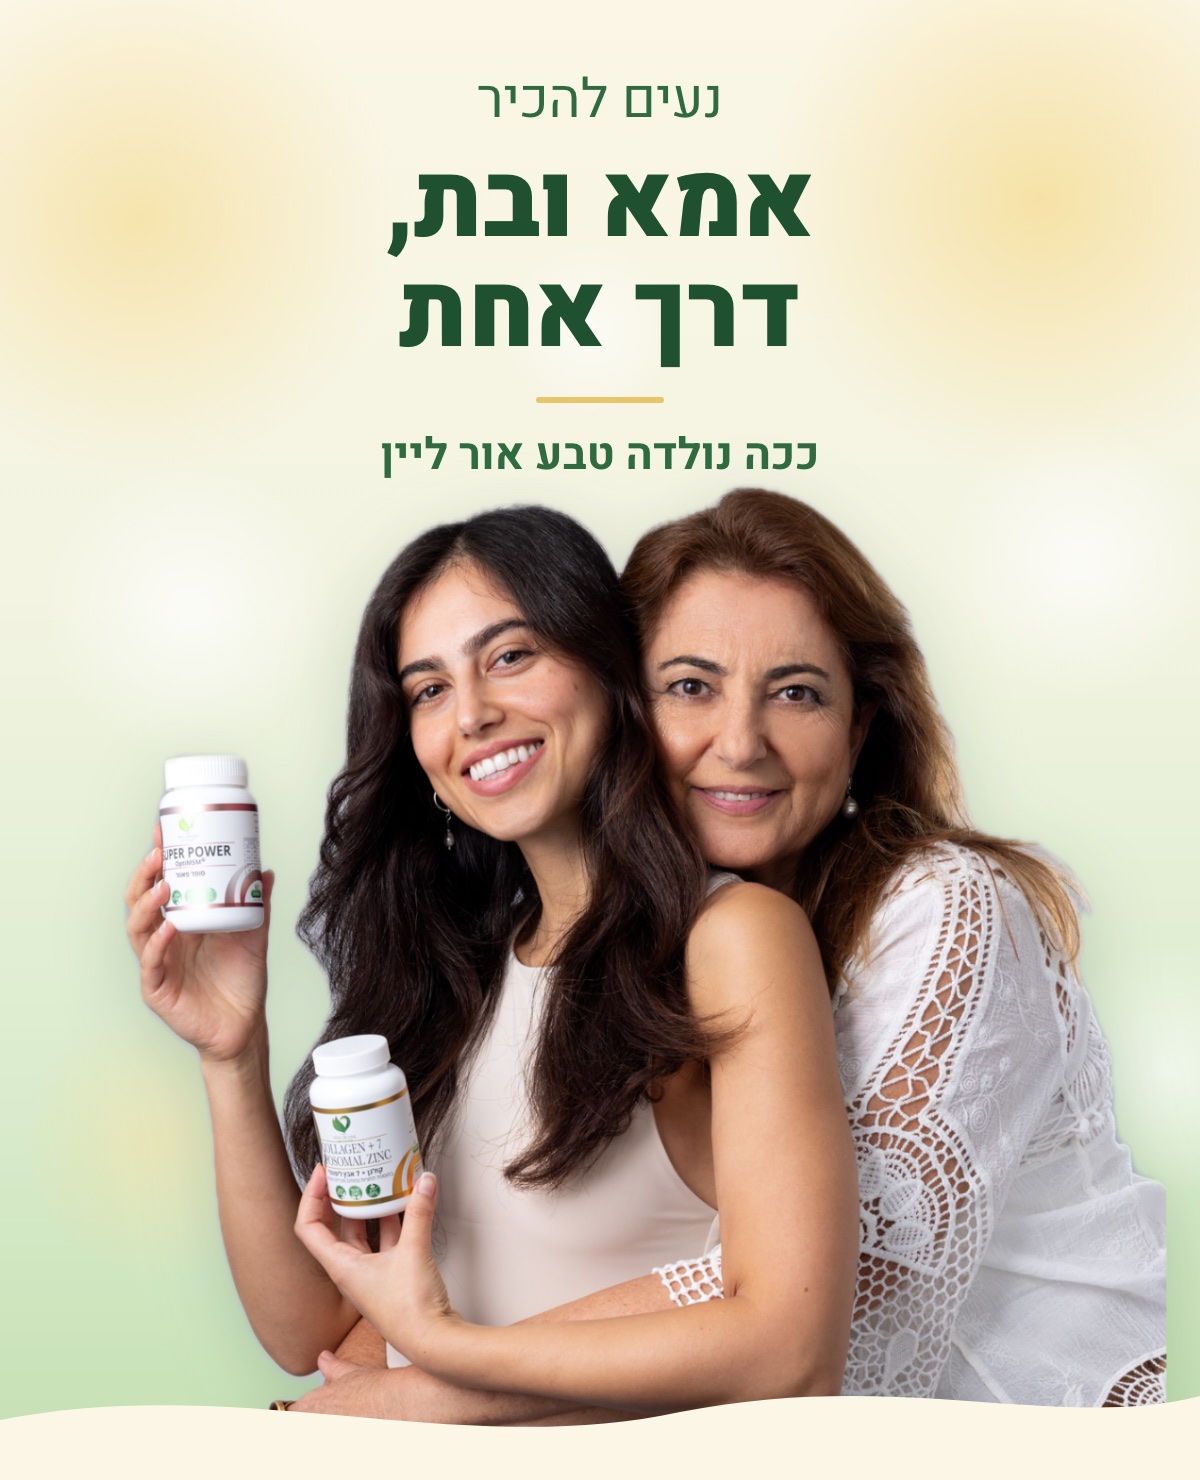 נעים להכיר
אמא ובת,
דרך אחת
ככה נולדה טבע אור ליין
SUPER POWER
OptiMSM®
סופר פאוור
COLLAGEN + 7
LIPOSOMAL ZINC
קולגן + 7 אבץ ליפוזומלי